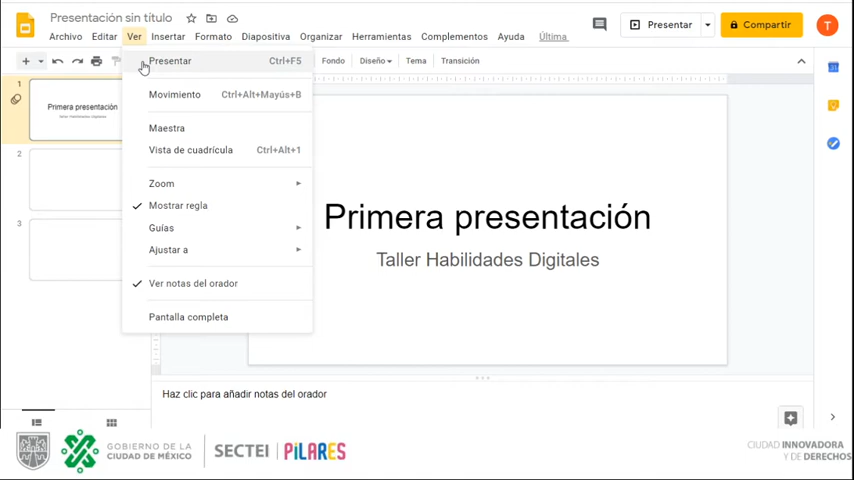 Presentación sin título
Archivo Editar Ver Insertar Formato Diapositiva Organizar Herramientas Complementos Ayuda Última
Presentar
Compartir
T
Presentar Ctrl+F5
Movimiento Ctrl+Alt+Mayús+B
Maestra
Vista de cuadrícula Ctrl+Alt+1
Zoom
Mostrar regla
Guías
Ajustar a
Ver notas del orador
Pantalla completa
Fondo Diseño Tema Transición
1
Primera presentación
Taller Habilidades Digitales
2
3
Primera presentación
Taller Habilidades Digitales
Haz clic para añadir notas del orador
GOBIERNO DE LA
CIUDAD DE MÉXICO
SECTEI
PiLARES
CIUDAD INNOVADORA
Y DE DERECHOS